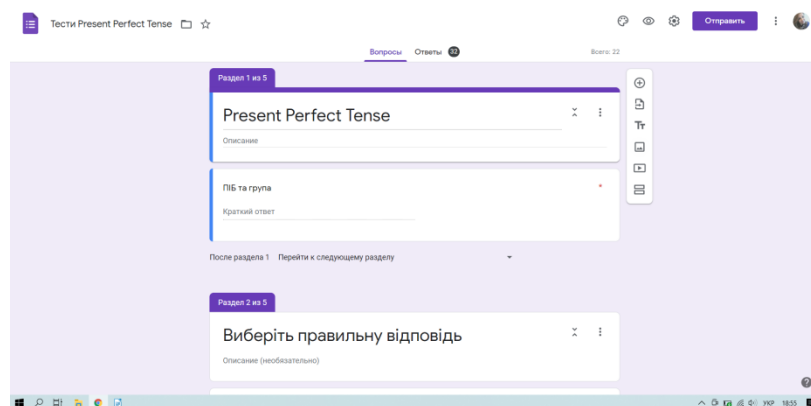 Тести Present Perfect Tense
Отправить
Вопросы Ответы 32
Всего: 22
Раздел 1 из 5
Present Perfect Tense
Описание
ПІБ та група *
Краткий ответ
После раздела 1 Перейти к следующему разделу
Раздел 2 из 5
Виберіть правильну відповідь
Описание (необязательно)
Тт
УКР 18:55